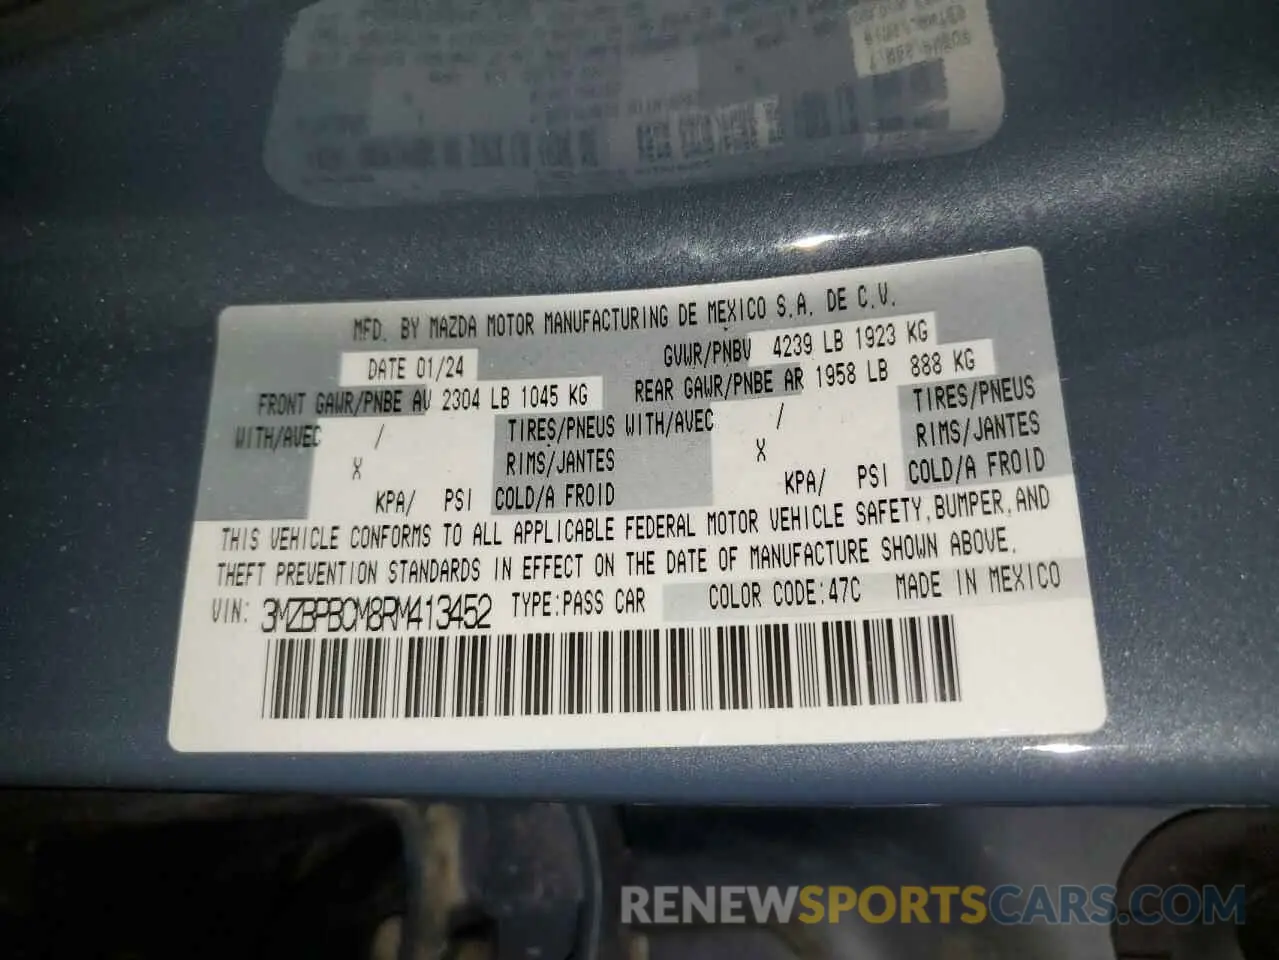 MFD. BY MAZDA MOTOR MANUFACTURING DE MEXICO S.A. DE C.V.
DATE 01/24 GVWR/PNBV 4239 LB 1923 KG
FRONT GAWR/PNBE AV 2304 LB 1045 KG REAR GAWR/PNBE AR 1958 LB 888 KG
WITH/AVEC / TIRES/PNEUS WITH/AVEC / TIRES/PNEUS
X RIMS/JANTES X RIMS/JANTES
KPA/ PSI COLD/A FROID KPA/ PSI COLD/A FROID
THIS VEHICLE CONFORMS TO ALL APPLICABLE FEDERAL MOTOR VEHICLE SAFETY, BUMPER, AND
THEFT PREVENTION STANDARDS IN EFFECT ON THE DATE OF MANUFACTURE SHOWN ABOVE.
VIN: 3MZBPBCM8RM413452 TYPE:PASS CAR COLOR CODE:47C MADE IN MEXICO
RENEWSPORTSCARS.COM